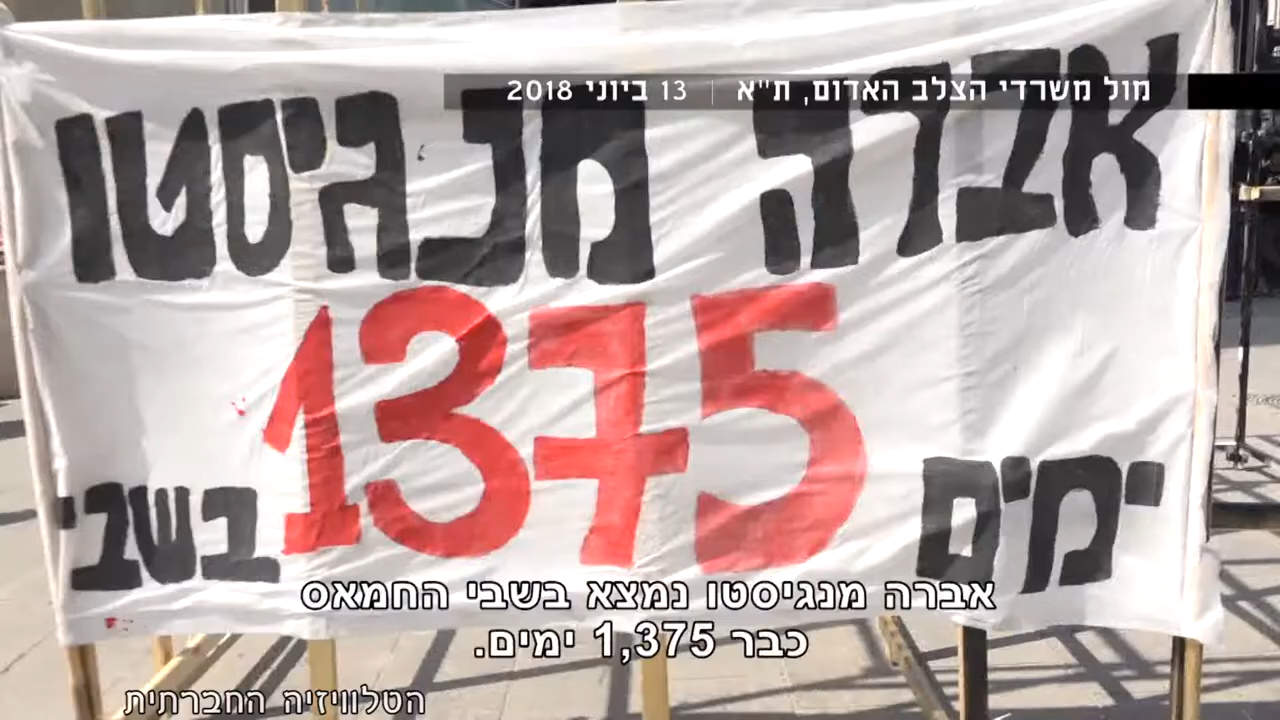 מול משרדי הצלב האדום, ת"א | 13 ביוני 2018
אברה מנגיסטו
1375
ימים בשבי
אברה מנגיסטו נמצא בשבי החמאס
כבר 1,375 ימים.
הטלוויזיה החברתית